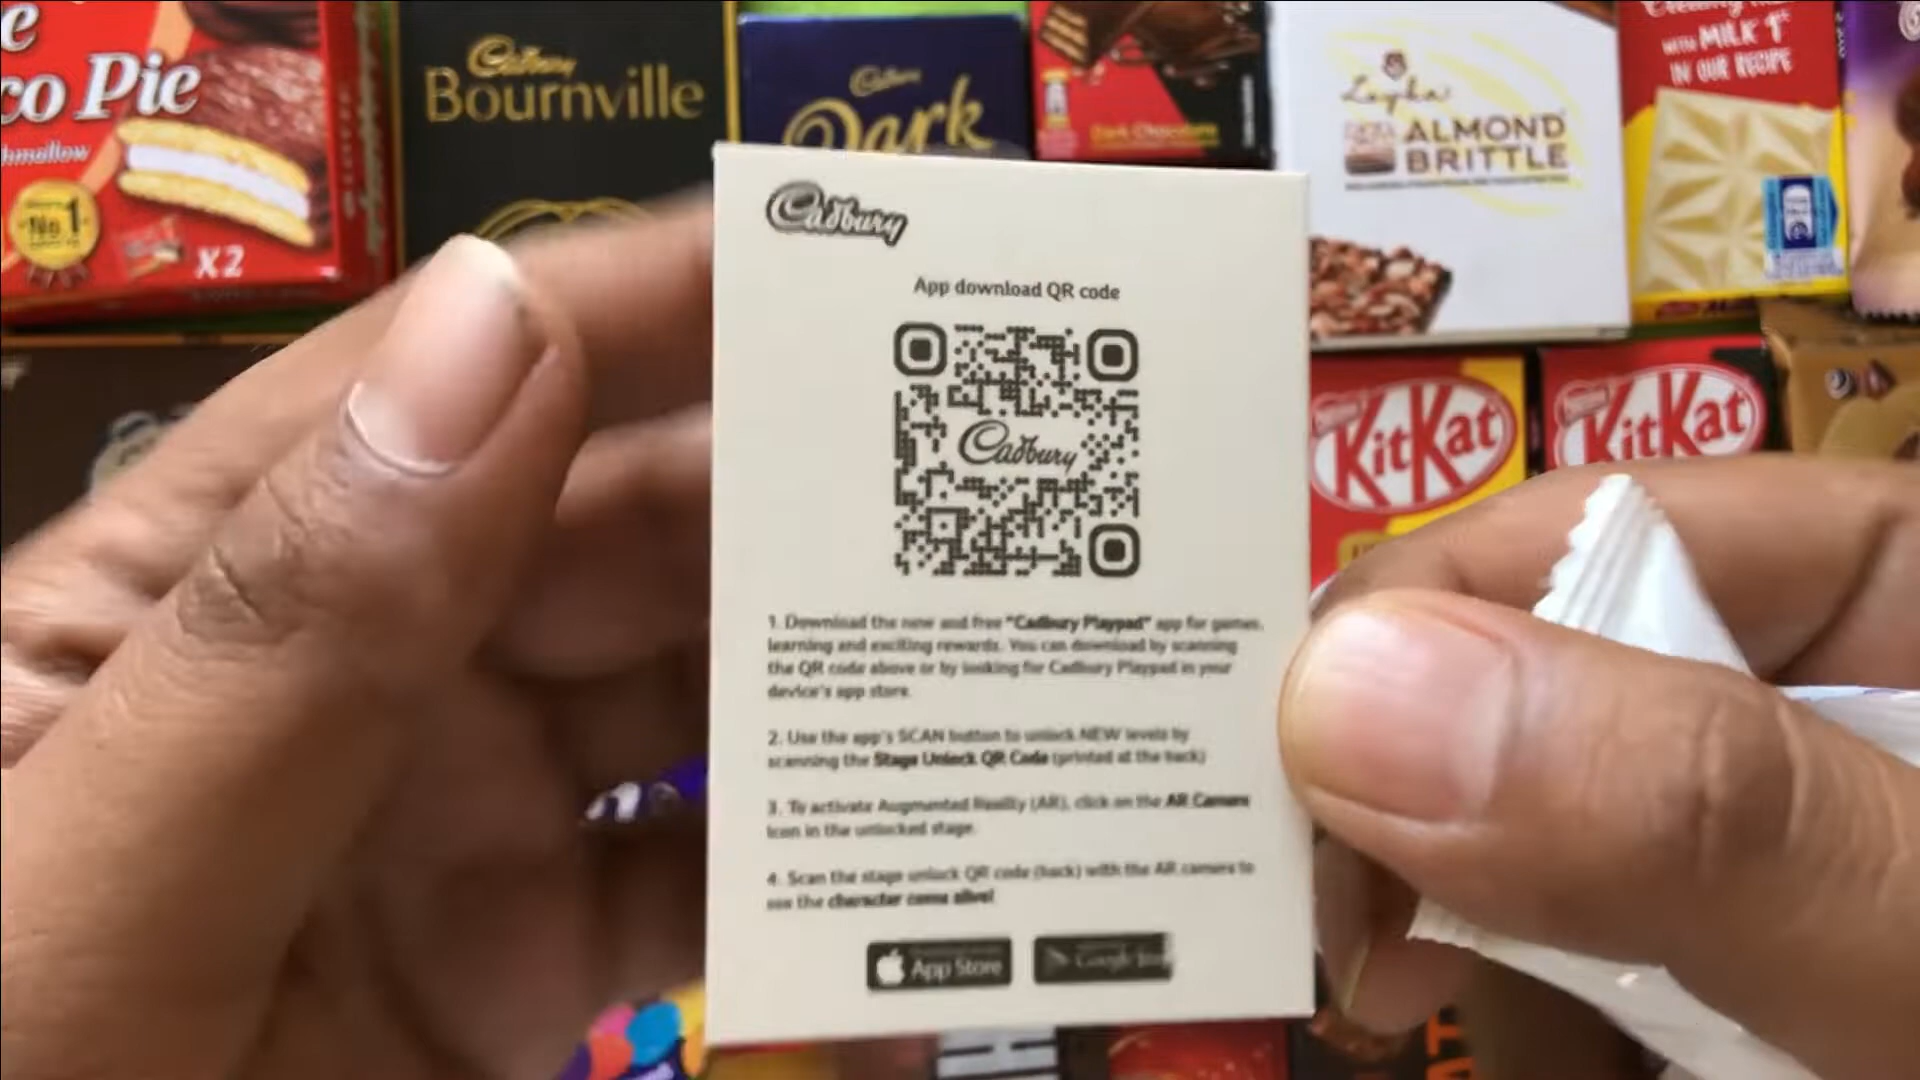 co Pie
No 1
X2
Cadbury
Bournville
Cadbury
Dark
Dark Chocolate
Leyka
ALMOND
BRITTLE
WITH MILK 1st
IN OUR RECIPE
KitKat
KitKat
Cadbury
App download QR code
Cadbury
1. Download the new and free "Cadbury Playpad" app for games,
learning and exciting rewards. You can download by scanning
the QR code above or by looking for Cadbury Playpad in your
device's app store.
2. Use the app's SCAN button to unlock NEW levels by
scanning the Stage Unlock QR Code (printed at the back)
3. To activate Augmented Reality (AR), click on the AR Camera
icon in the unlocked stage.
4. Scan the stage unlock QR code (back) with the AR camera to
see the character come alive!
App Store
Google